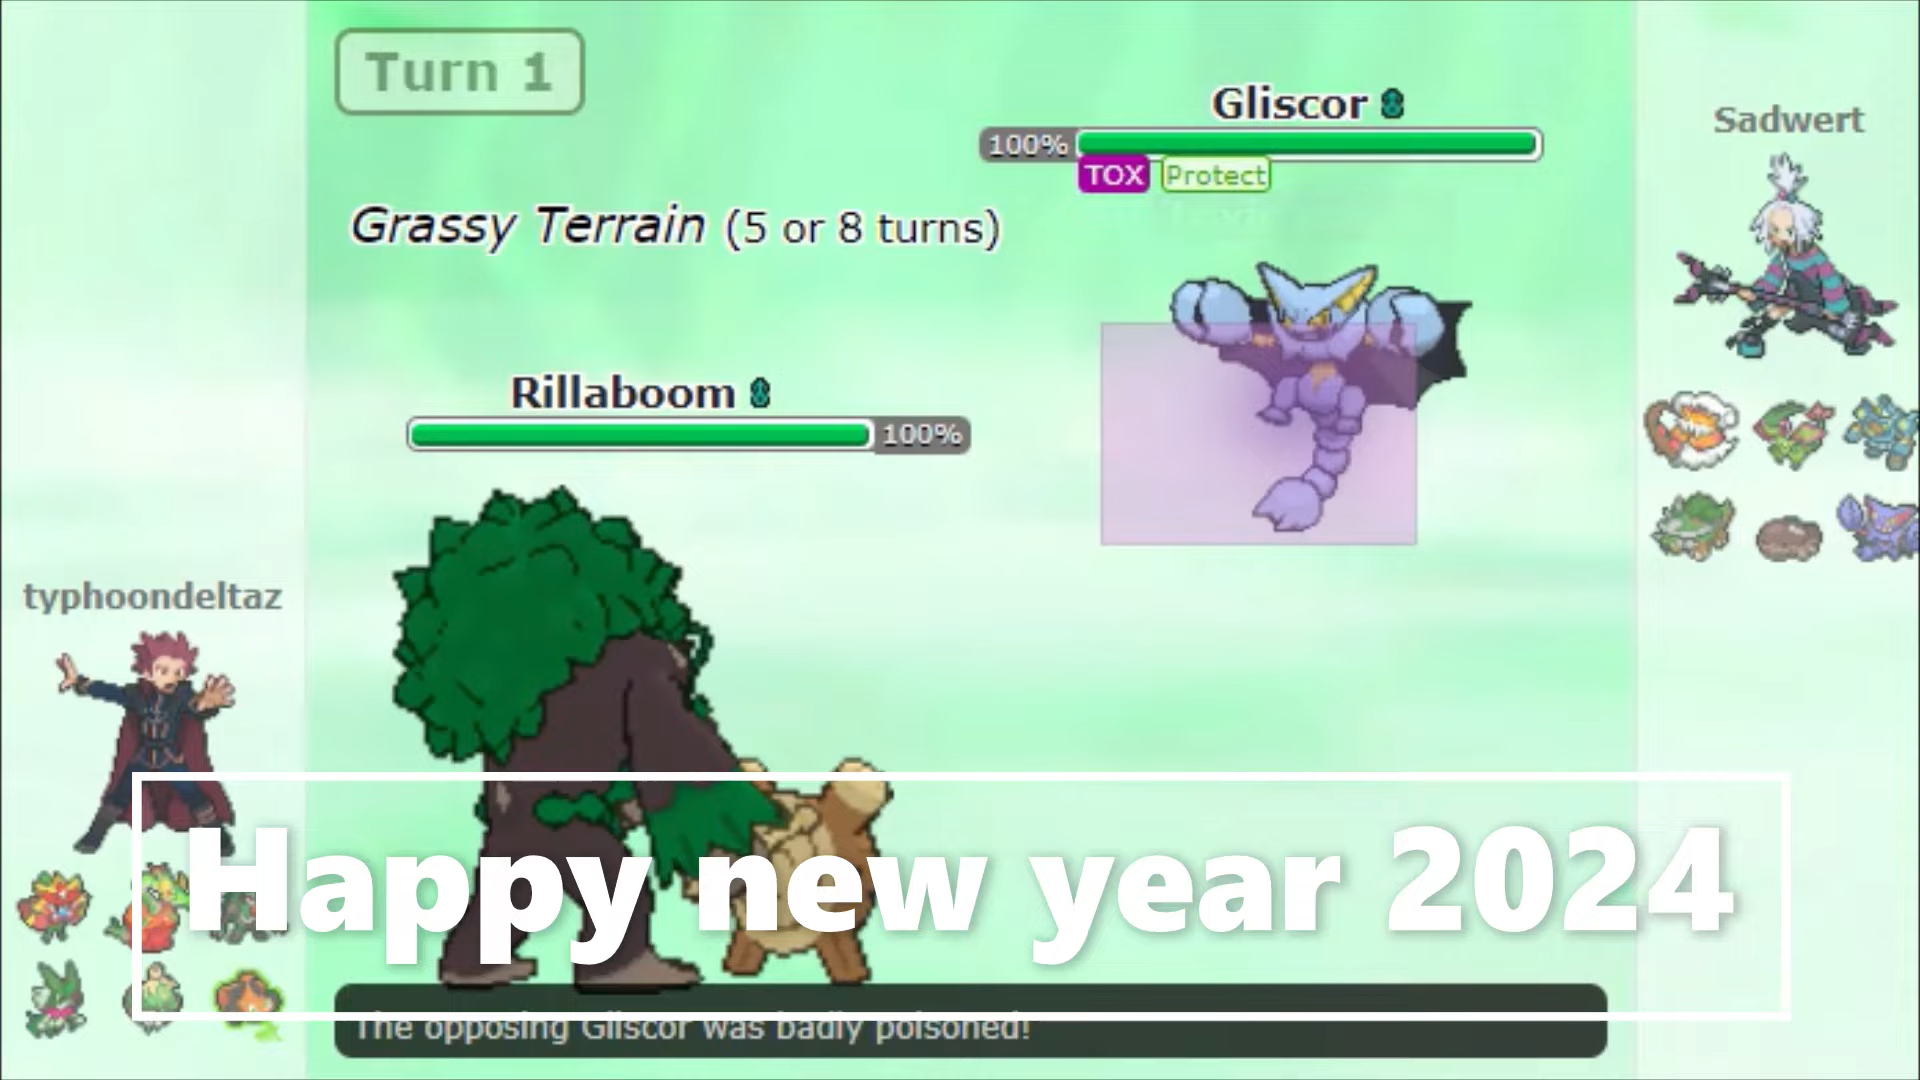 Turn 1
Gliscor
100%
TOX Protect
Sadwert
Grassy Terrain (5 or 8 turns)
Rillaboom
100%
typhoondeltaz
Happy new year 2024
The opposing Gliscor was badly poisoned!